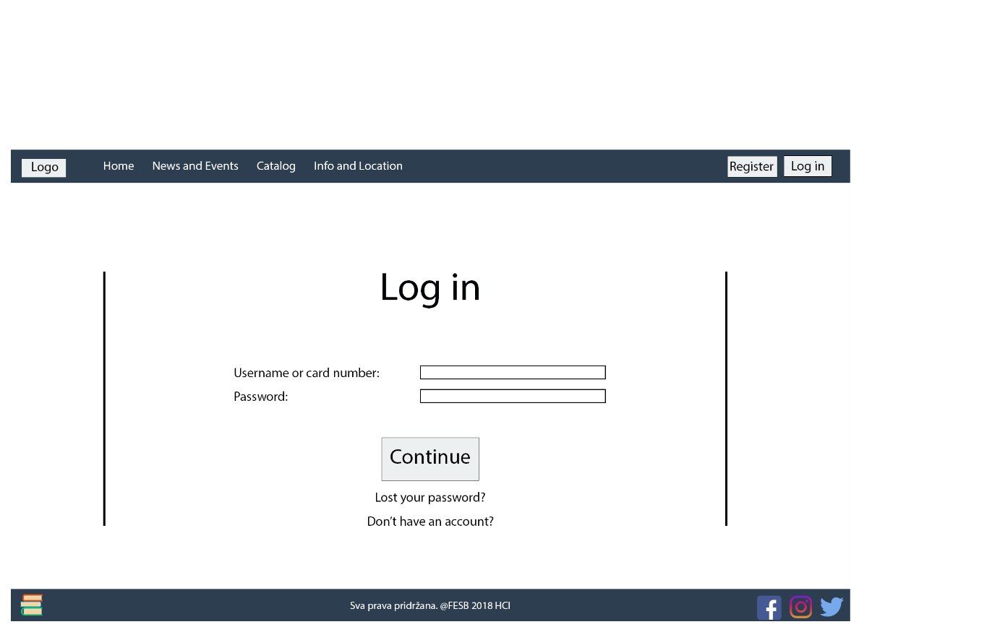 Logo Home News and Events Catalog Info and Location Register Log in
Log in
Username or card number:
Password:
Continue
Lost your password?
Don't have an account?
Sva prava pridržana. @FESB 2018 HCI